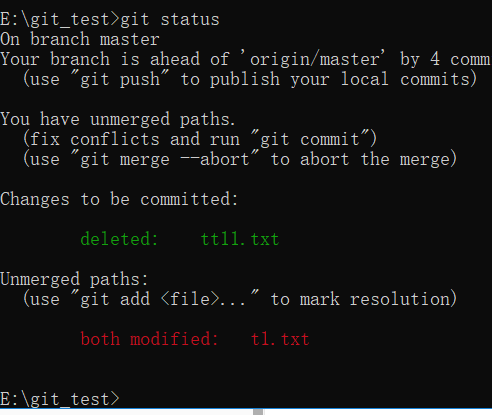 E:\git_test>git status
On branch master
Your branch is ahead of 'origin/master' by 4 comm
(use "git push" to publish your local commits)
You have unmerged paths.
(fix conflicts and run "git commit")
(use "git merge --abort" to abort the merge)
Changes to be committed:
deleted: ttll.txt
Unmerged paths:
(use "git add <file>..." to mark resolution)
both modified: tl.txt
E:\git_test>